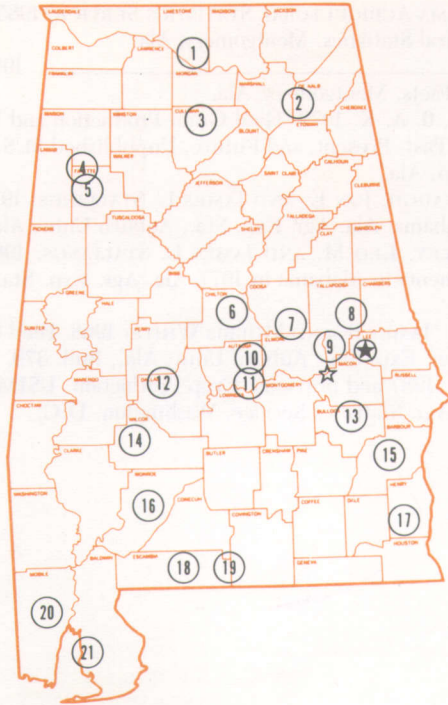 LAUDERDALE
LIMESTONE
MADISON
JACKSON
COLBERT
LAWRENCE
1
FRANKLIN
MORGAN
MARSHALL
DE KALB
2
CHEROKEE
MARION
WINSTON
CULLMAN
3
BLOUNT
ETOWAH
LAMAR
4
FAYETTE
5
WALKER
JEFFERSON
SAINT CLAIR
CALHOUN
CLEBURNE
PICKENS
TUSCALOOSA
SHELBY
TALLADEGA
CLAY
RANDOLPH
BIBB
GREENE
HALE
CHILTON
COOSA
TALLAPOOSA
CHAMBERS
SUMTER
PERRY
6
7
8
ELMORE
9
LEE
AUTAUGA
10
MACON
RUSSELL
MARENGO
DALLAS
12
11
LOWNDES
MONTGOMERY
BULLOCK
13
CHOCTAW
WILCOX
14
BARBOUR
15
CLARKE
BUTLER
CRENSHAW
PIKE
MONROE
16
CONECUH
HENRY
WASHINGTON
COVINGTON
COFFEE
DALE
17
HOUSTON
BALDWIN
ESCAMBIA
18
19
GENEVA
MOBILE
20
21